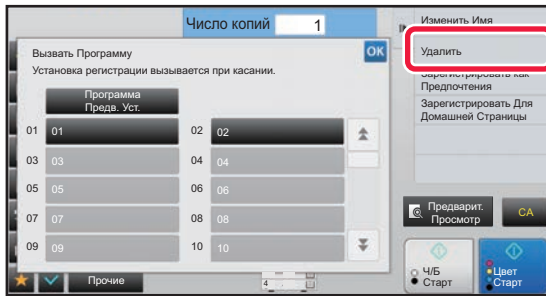 Число копий 1
Изменить Имя
Вызвать Программу
OK
Удалить
Установка регистрации вызывается при касании.
Зарегистрировать как
Предпочтения
Программа
Предв. Уст.
Зарегистрировать Для
Домашней Страницы
01 01 02 02
03 03 04 04
05 05 06 06
07 07 08 08
09 09 10 10
Предварит.
Просмотр
CA
Прочие
4
Ч/Б
Старт
Цвет
Старт